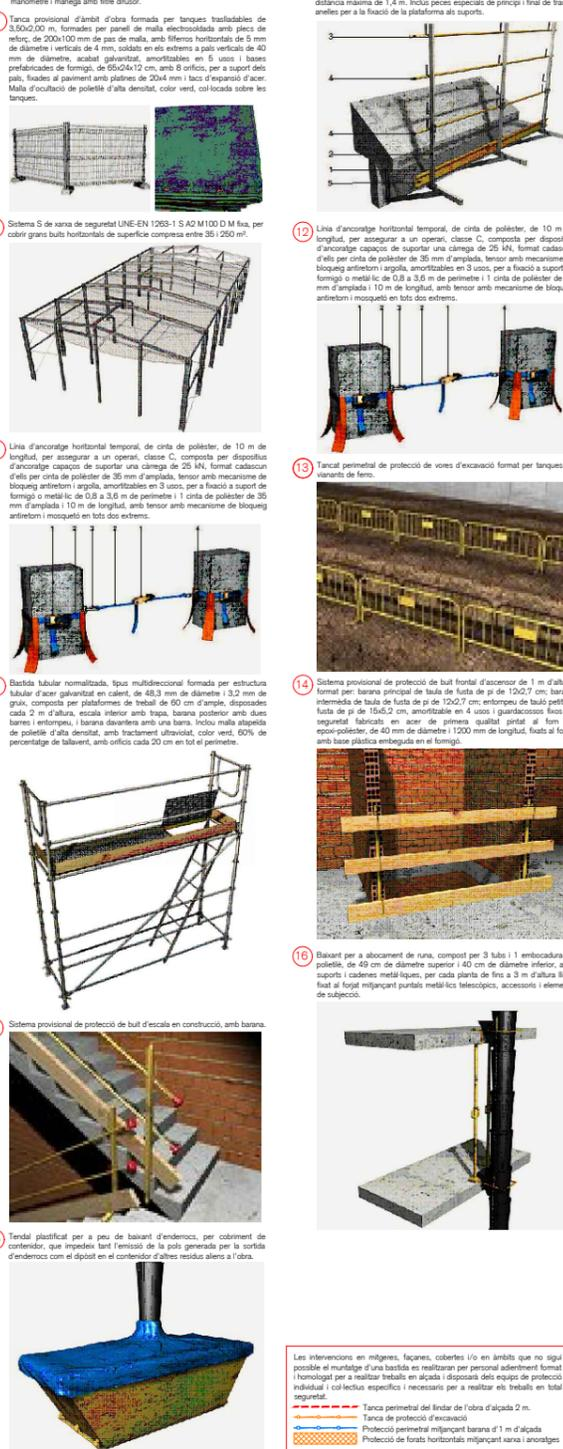 manòmetre i mànega amb filtre difusor.
Tanca provisional d'àmbit d'obra formada per tanques traslladables de
3,50x2,00 m, formades per panell de malla electrosoldada amb plecs de
reforç, de 200x100 mm de pas de malla, amb filferros horitzontals de 5 mm
de diàmetre i verticals de 4 mm, soldats en els extrems a pals verticals de 40
mm de diàmetre, acabat galvanitzat, amortitzables en 5 usos i bases
prefabricades de formigó, de 65x24x12 cm, amb 8 orificis, per a suport dels
pals, fixades al paviment amb platines de 20x4 mm i tacs d'expansió d'acer.
Malla d'ocultació de polietilè d'alta densitat, color verd, col·locada sobre les
tanques.
Sistema S de xarxa de seguretat UNE-EN 1263-1 S A2 M100 D M fixa, per
cobrir grans buits horitzontals de superfície compresa entre 35 i 250 m².
Línia d'ancoratge horitzontal temporal, de cinta de polièster, de 10 m de
longitud, per assegurar a un operari, classe C, composta per dispositius
d'ancoratge capaços de suportar una càrrega de 25 kN, format cadascun
d'ells per cinta de polièster de 35 mm d'amplada, tensor amb mecanisme de
bloqueig antiretorn i argolla, amortitzables en 3 usos, per a fixació a suport de
formigó o metàl·lic de 0,8 a 3,6 m de perímetre i 1 cinta de polièster de 35
mm d'amplada i 10 m de longitud, amb tensor amb mecanisme de bloqueig
antiretorn i mosquetó en tots dos extrems.
Bastida tubular normalitzada, tipus multidireccional formada per estructura
tubular d'acer galvanitzat en calent, de 48,3 mm de diàmetre i 3,2 mm de
gruix, composta per plataformes de treball de 60 cm d'ample, disposades
cada 2 m d'altura, escala interior amb trapa, barana posterior amb dues
barres i entornpeu, i barana davantera amb una barra. Inclou malla atapeïda
de polietilè d'alta densitat, amb tractament ultraviolat, color verd, 60% de
percentatge de tallavent, amb orificis cada 20 cm en tot el perímetre.
Sistema provisional de protecció de buit d'escala en construcció, amb barana.
Tendal plastificat per a peu de baixant d'enderrocs, per cobriment de
contenidor, que impedeix tant l'emissió de la pols generada per la sortida
d'enderrocs com el dipòsit en el contenidor d'altres residus aliens a l'obra.
distància màxima de 1,4 m. Inclús peces especials de principi i final de tra
anelles per a la fixació de la plataforma als suports.
3
4
4
2
1
5
12 Línia d'ancoratge horitzontal temporal, de cinta de polièster, de 10 m
longitud, per assegurar a un operari, classe C, composta per disposi
d'ancoratge capaços de suportar una càrrega de 25 kN, format cadasc
d'ells per cinta de polièster de 35 mm d'amplada, tensor amb mecanisme
bloqueig antiretorn i argolla, amortitzables en 3 usos, per a fixació a suport
formigó o metàl·lic de 0,8 a 3,6 m de perímetre i 1 cinta de polièster de
mm d'amplada i 10 m de longitud, amb tensor amb mecanisme de bloqu
antiretorn i mosquetó en tots dos extrems.
13 Tancat perimetral de protecció de vores d'excavació format per tanques
vianants de ferro.
14 Sistema provisional de protecció de buit frontal d'ascensor de 1 m d'altu
format per: barana principal de taula de fusta de pi de 12x2,7 cm; bara
intermèdia de taula de fusta de pi de 12x2,7 cm; entornpeu de tauló petit
fusta de pi de 15x5,2 cm, amortitzable en 4 usos i guardacossos fixos
seguretat fabricats en acer de primera qualitat pintat al forn
epoxi-polièster, de 40 mm de diàmetre i 1200 mm de longitud, fixats al fo
amb base plàstica embeguda en el formigó.
16 Baixant per a abocament de runa, compost per 3 tubs i 1 embocadura
polietilè, de 49 cm de diàmetre superior i 40 cm de diàmetre inferior, a
suports i cadenes metàl·liques, per cada planta de fins a 3 m d'altura lli
fixat al forjat mitjançant puntals metàl·lics telescòpics, accessoris i eleme
de subjecció.
Les intervencions en mitgeres, façanes, cobertes i/o en àmbits que no sigui
possible el muntatge d'una bastida es realitzaran per personal adientment format
i homologat per a realitzar treballs en alçada i disposarà dels equips de protecció
individual i col·lectius específics i necessaris per a realitzar els treballs en total
seguretat.
Tanca perimetral del llindar de l'obra d'alçada 2 m.
Tanca de protecció d'excavació
Protecció perimetral mitjançant barana d'1 m d'alçada
Protecció de forats horitzontals mitjançant xarxa i anoratges